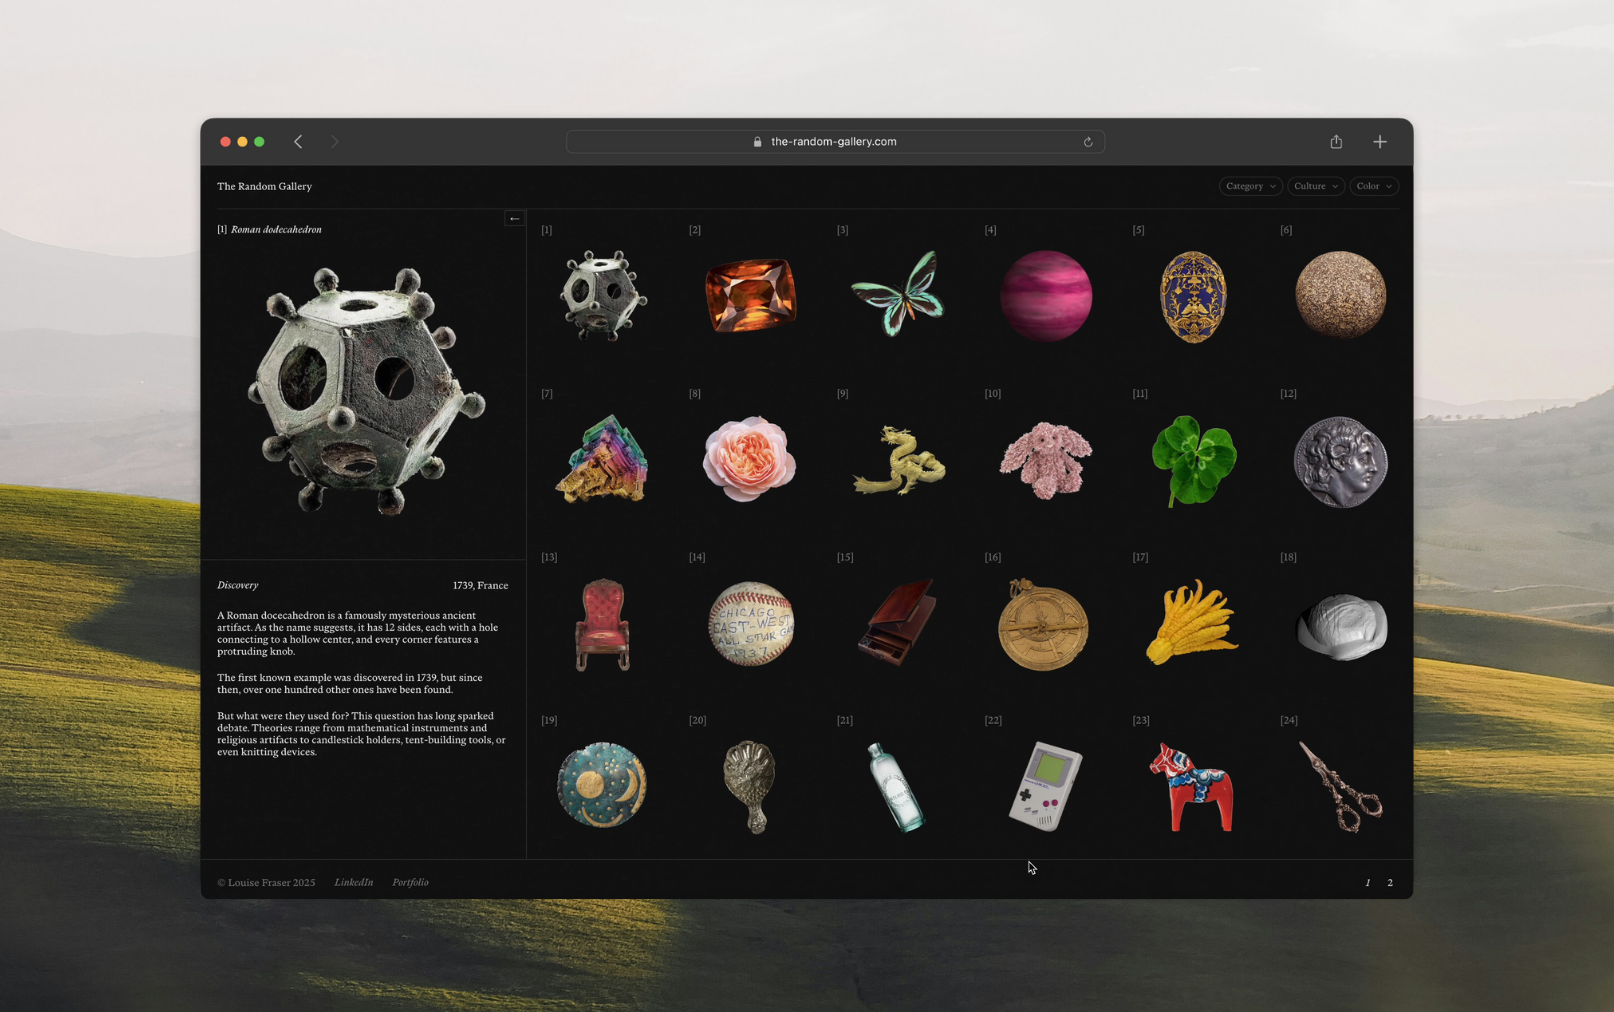 the-random-gallery.com
The Random Gallery
Category
Culture
Color
[1] Roman dodecahedron
[1]
[2]
[3]
[4]
[5]
[6]
[7]
[8]
[9]
[10]
[11]
[12]
[13]
[14]
[15]
[16]
[17]
[18]
CHICAGO
EAST-WEST
ALL STAR GA
1937
[19]
[20]
[21]
[22]
[23]
[24]
Discovery
1739, France
A Roman docecahedron is a famously mysterious ancient
artifact. As the name suggests, it has 12 sides, each with a hole
connecting to a hollow center, and every corner features a
protruding knob.
The first known example was discovered in 1739, but since
then, over one hundred other ones have been found.
But what were they used for? This question has long sparked
debate. Theories range from mathematical instruments and
religious artifacts to candlestick holders, tent-building tools, or
even knitting devices.
© Louise Fraser 2025
LinkedIn
Portfolio
1
2